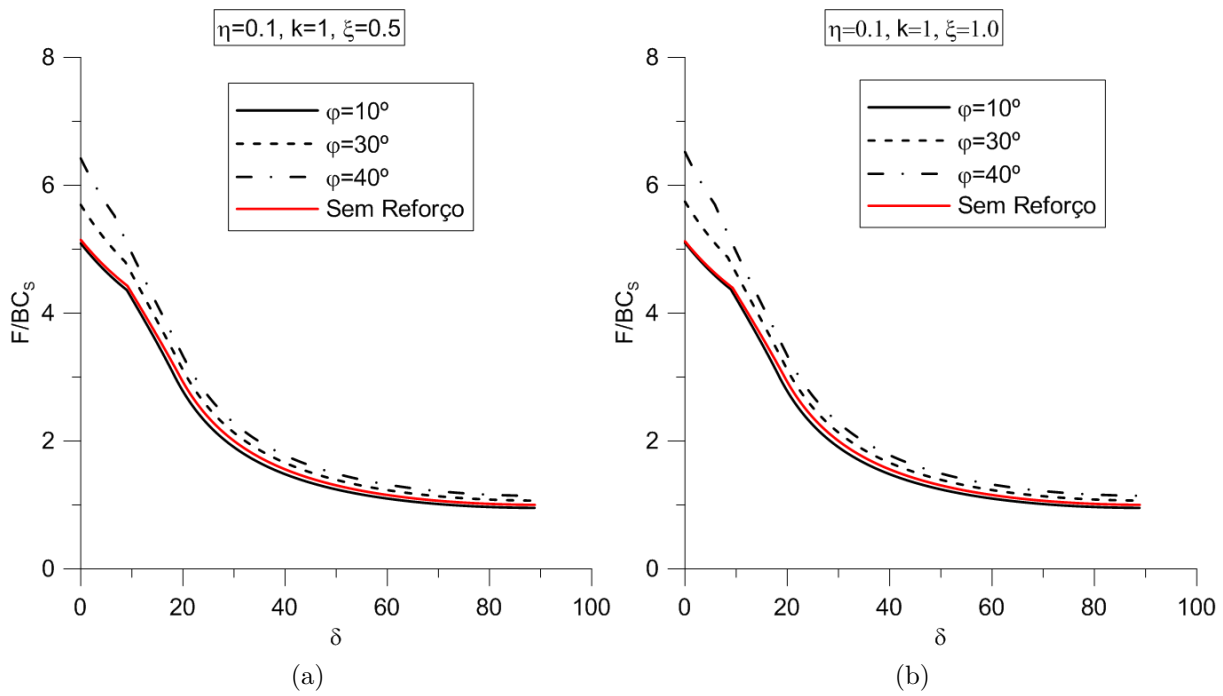 η=0.1, k=1, ξ=0.5
8
6
4
2
0
F/BCs
φ=10º
φ=30º
φ=40º
Sem Reforço
0 20 40 60 80 100
δ
(a)
η=0.1, k=1, ξ=1.0
8
6
4
2
0
F/BCs
φ=10º
φ=30º
φ=40º
Sem Reforço
0 20 40 60 80 100
δ
(b)